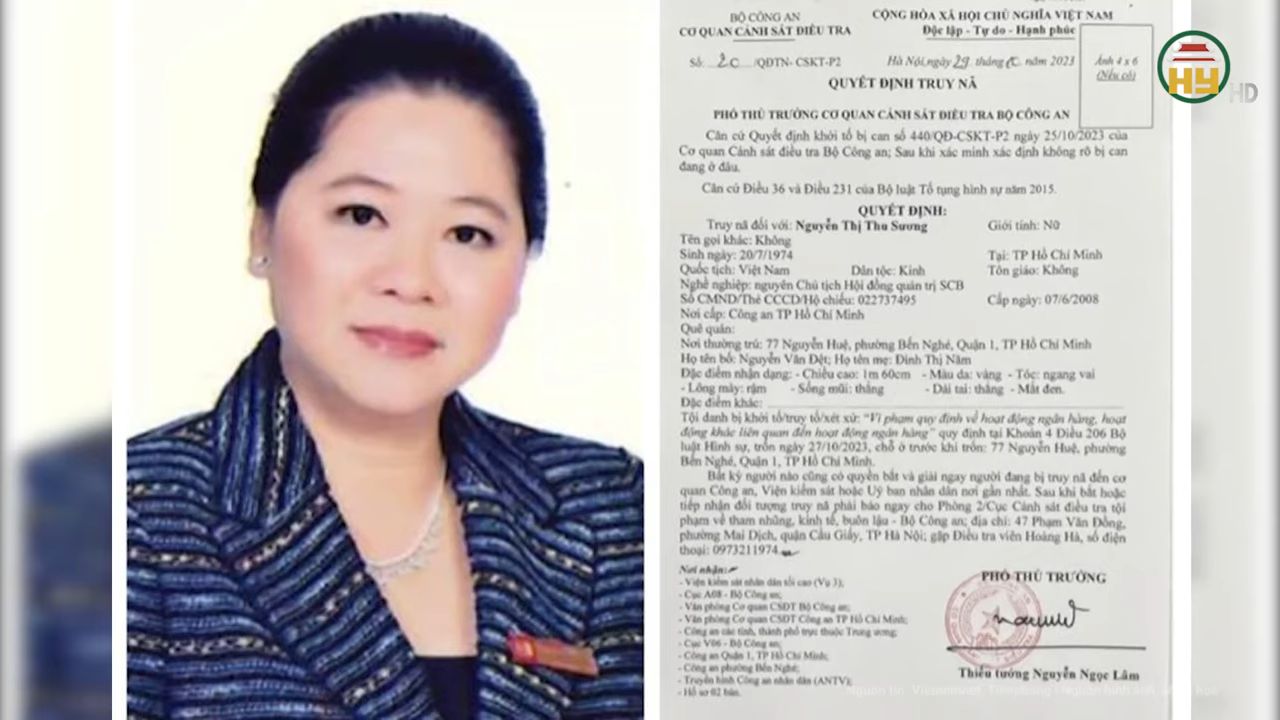 BỘ CÔNG AN
CƠ QUAN CẢNH SÁT ĐIỀU TRA
CỘNG HÒA XÃ HỘI CHỦ NGHĨA VIỆT NAM
Độc lập - Tự do - Hạnh phúc
Số: 20 /QĐTN- CSKT-P2
Hà Nội, ngày 29 tháng 10 năm 2023
Ảnh 4 x 6
(Nếu có)
HY HD
QUYẾT ĐỊNH TRUY NÃ
PHÓ THỦ TRƯỞNG CƠ QUAN CẢNH SÁT ĐIỀU TRA BỘ CÔNG AN
Căn cứ Quyết định khởi tố bị can số 440/QĐ-CSKT-P2 ngày 25/10/2023 của
Cơ quan Cảnh sát điều tra Bộ Công an; Sau khi xác minh xác định không rõ bị can
đang ở đâu.
Căn cứ Điều 36 và Điều 231 của Bộ luật Tố tụng hình sự năm 2015.
QUYẾT ĐỊNH:
Truy nã đối với: Nguyễn Thị Thu Sương Giới tính: Nữ
Tên gọi khác: Không
Sinh ngày: 20/7/1974 Tại: TP Hồ Chí Minh
Quốc tịch: Việt Nam Dân tộc: Kinh Tôn giáo: Không
Nghề nghiệp: nguyên Chủ tịch Hội đồng quản trị SCB
Số CMND/Thẻ CCCD/Hộ chiếu: 022737495 Cấp ngày: 07/6/2008
Nơi cấp: Công an TP Hồ Chí Minh
Quê quán:
Nơi thường trú: 77 Nguyễn Huệ, phường Bến Nghé, Quận 1, TP Hồ Chí Minh
Họ tên bố: Nguyễn Văn Đệt; Họ tên mẹ: Đinh Thị Năm
Đặc điểm nhận dạng: - Chiều cao: 1m 60cm - Màu da: vàng - Tóc: ngang vai
- Lông mày: rậm - Sống mũi: thẳng - Dái tai: thẳng - Mắt đen.
Đặc điểm khác:
Tội danh bị khởi tố/truy tố/xét xử: "Vi phạm quy định về hoạt động ngân hàng, hoạt
động khác liên quan đến hoạt động ngân hàng" quy định tại Khoản 4 Điều 206 Bộ
luật Hình sự, trốn ngày 27/10/2023, chỗ ở trước khi trốn: 77 Nguyễn Huệ, phường
Bến Nghé, Quận 1, TP Hồ Chí Minh.
Bất kỳ người nào cũng có quyền bắt và giải ngay người đang bị truy nã đến cơ
quan Công an, Viện kiểm sát hoặc Uỷ ban nhân dân nơi gần nhất. Sau khi bắt hoặc
tiếp nhận đối tượng truy nã phải báo ngay cho Phòng 2/Cục Cảnh sát điều tra tội
phạm về tham nhũng, kinh tế, buôn lậu - Bộ Công an; địa chỉ: 47 Phạm Văn Đồng,
phường Mai Dịch, quận Cầu Giấy, TP Hà Nội; gặp Điều tra viên Hoàng Hà, số điện
thoại: 0973211974
Nơi nhận:
- Viện kiểm sát nhân dân tối cao (Vụ 3);
- Cục A08 - Bộ Công an;
- Văn phòng Cơ quan CSĐT Bộ Công an;
- Văn phòng Cơ quan CSĐT Công an TP Hồ Chí Minh;
- Công an các tỉnh, thành phố trực thuộc Trung ương;
- Cục V06 - Bộ Công an;
- Công an Quận 1, TP Hồ Chí Minh;
- Công an phường Bến Nghé;
- Truyền hình Công an nhân dân (ANTV);
- Hồ sơ 02 bản.
PHÓ THỦ TRƯỞNG
Thiếu tướng Nguyễn Ngọc Lâm